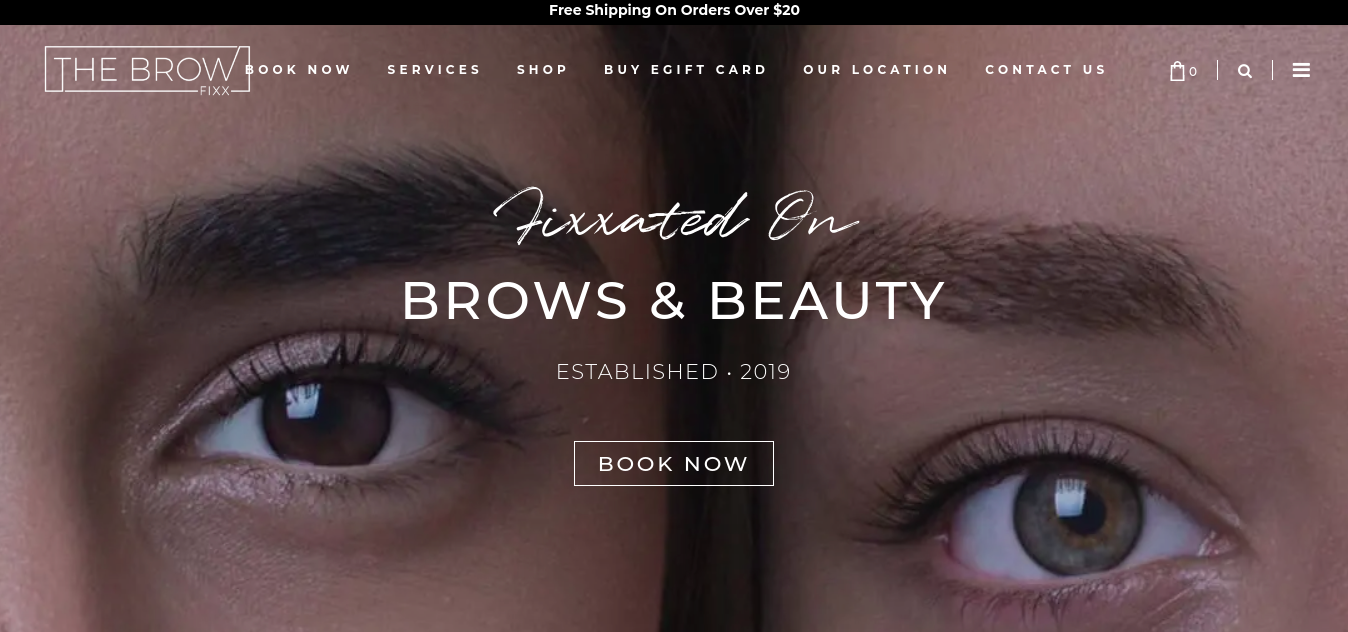 Free Shipping On Orders Over $20
THE BROW
FIXX
BOOK NOW SERVICES SHOP BUY EGIFT CARD OUR LOCATION CONTACT US 0
Fixxated On
BROWS & BEAUTY
ESTABLISHED • 2019
BOOK NOW